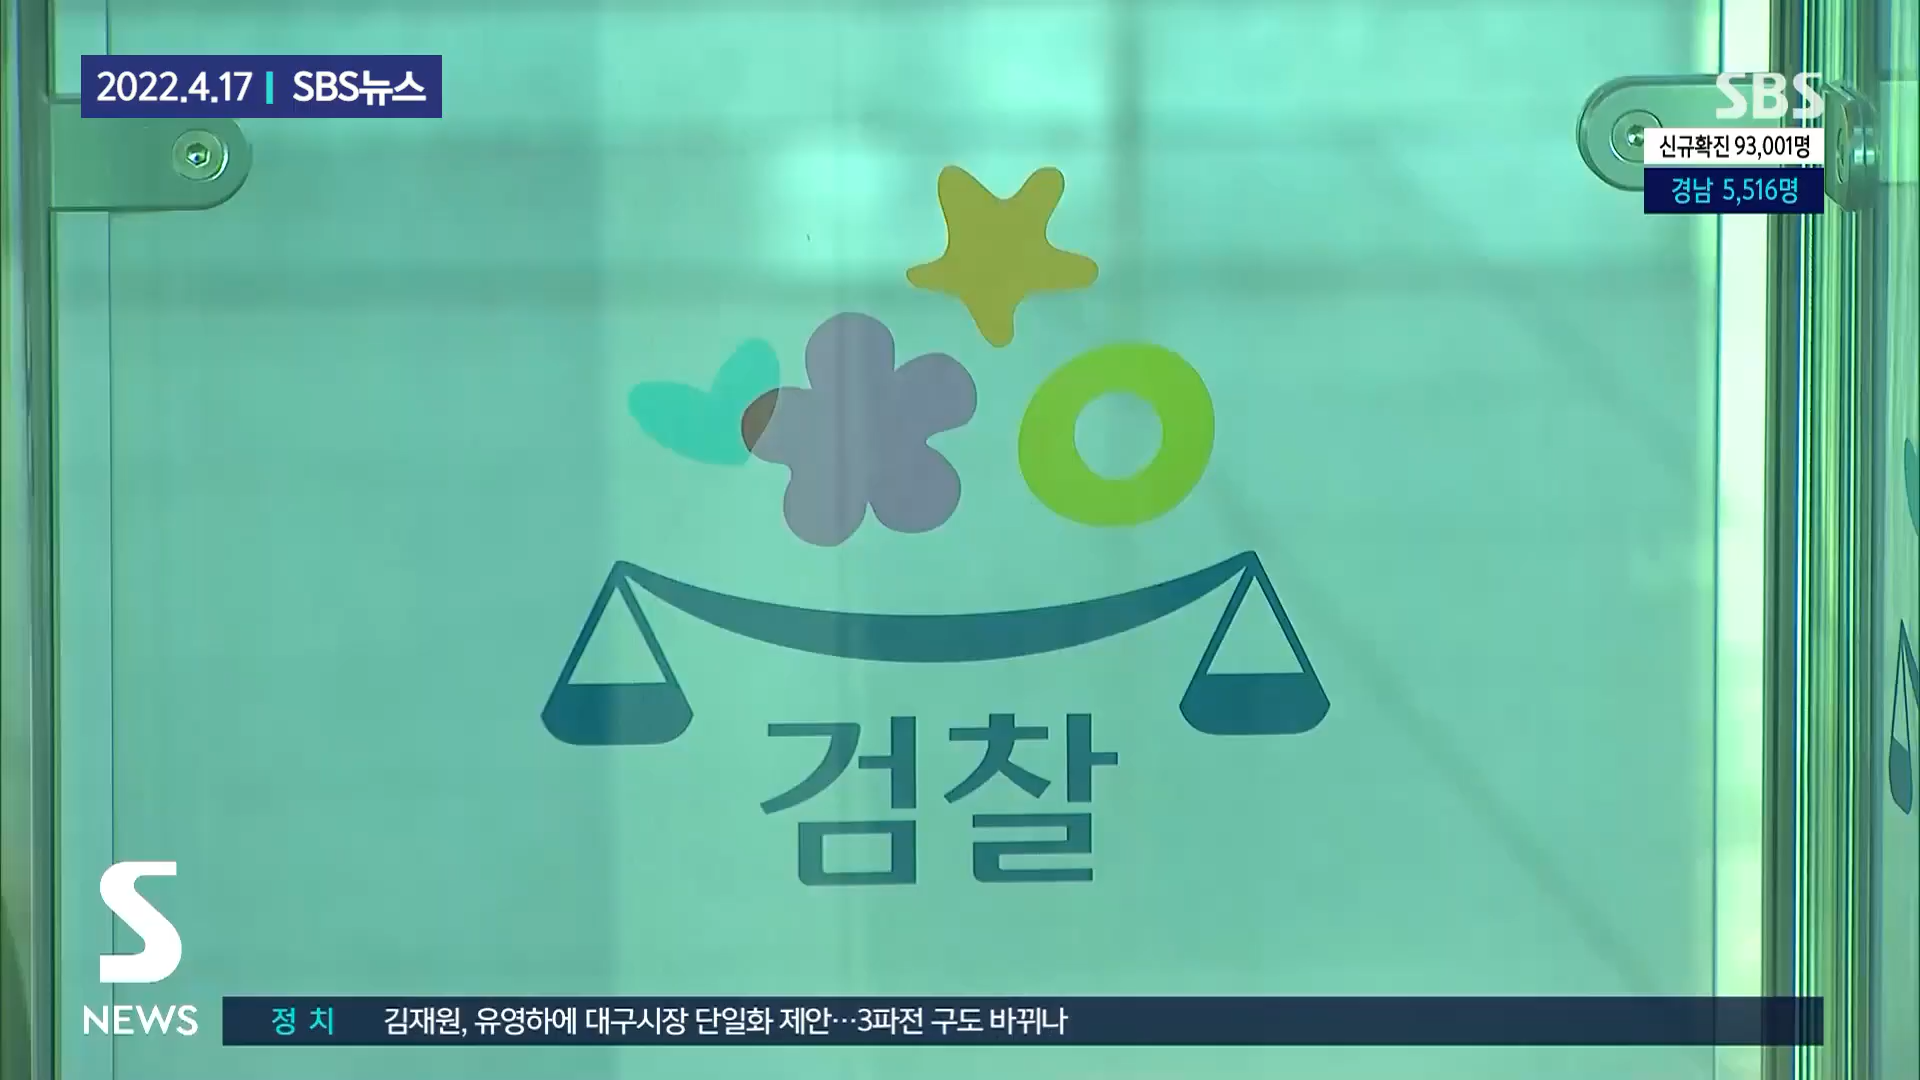 2022.4.17 | SBS뉴스
SBS
신규확진 93,001명
경남 5,516명
검찰
S
NEWS
정 치 김재원, 유영하에 대구시장 단일화 제안…3파전 구도 바뀌나